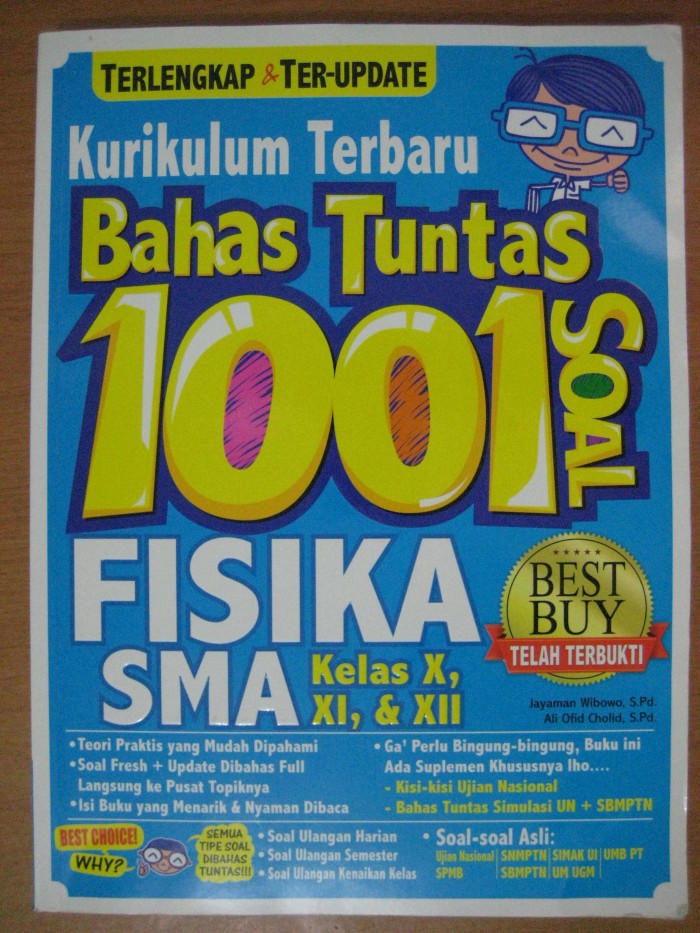 TERLENGKAP & TER-UPDATE
Kurikulum Terbaru
Bahas Tuntas
1001
SOAL
FISIKA
SMA
Kelas X,
XI, & XII
BEST
BUY
TELAH TERBUKTI
Jayaman Wibowo, S.Pd.
Ali Ofid Cholid, S.Pd.
•Teori Praktis yang Mudah Dipahami
•Soal Fresh + Update Dibahas Full
Langsung ke Pusat Topiknya
•Isi Buku yang Menarik & Nyaman Dibaca
•Ga' Perlu Bingung-bingung, Buku ini
Ada Suplemen Khususnya lho....
- Kisi-kisi Ujian Nasional
- Bahas Tuntas Simulasi UN + SBMPTN
BEST CHOICE!
WHY?
SEMUA
TIPE SOAL
DIBAHAS
TUNTAS!!!
• Soal Ulangan Harian
• Soal Ulangan Semester
• Soal Ulangan Kenaikan Kelas
• Soal-soal Asli:
Ujian Nasional | SNMPTN | SIMAK UI | UMB PT
SPMB | SBMPTN | UM UGM |